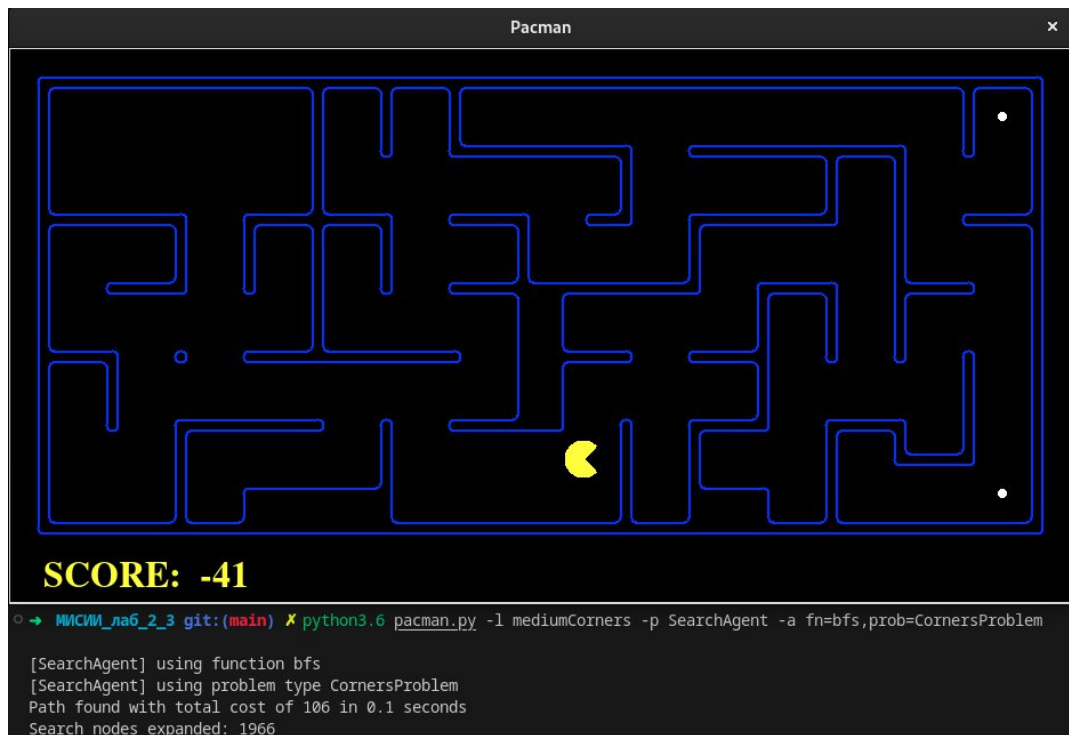 Pacman
×
SCORE: -41
➜ МИСИИ_лаб_2_3 git:(main) ✗ python3.6 pacman.py -l mediumCorners -p SearchAgent -a fn=bfs,prob=CornersProblem
[SearchAgent] using function bfs
[SearchAgent] using problem type CornersProblem
Path found with total cost of 106 in 0.1 seconds
Search nodes expanded: 1966